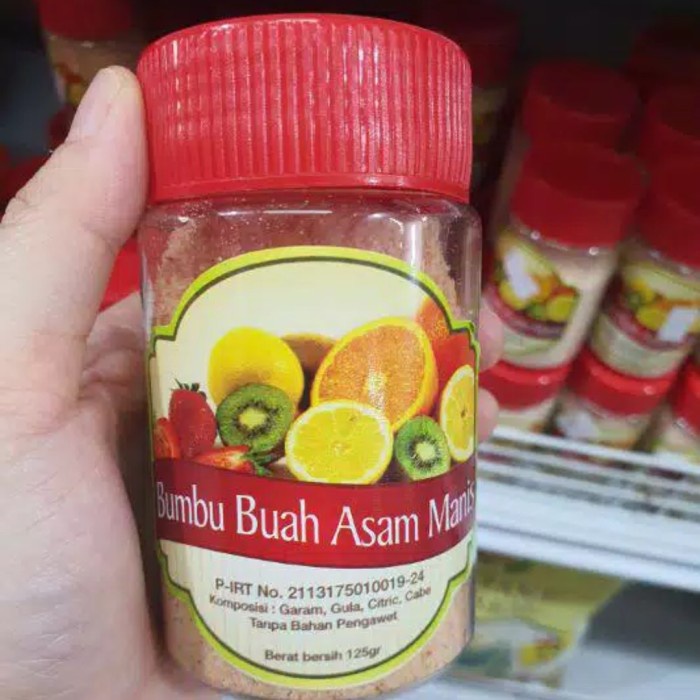 Bumbu Buah Asam Manis
P-IRT No. 2113175010019-24
Komposisi : Garam, Gula, Citric, Cabe
Tanpa Bahan Pengawet
Berat bersih 125gr